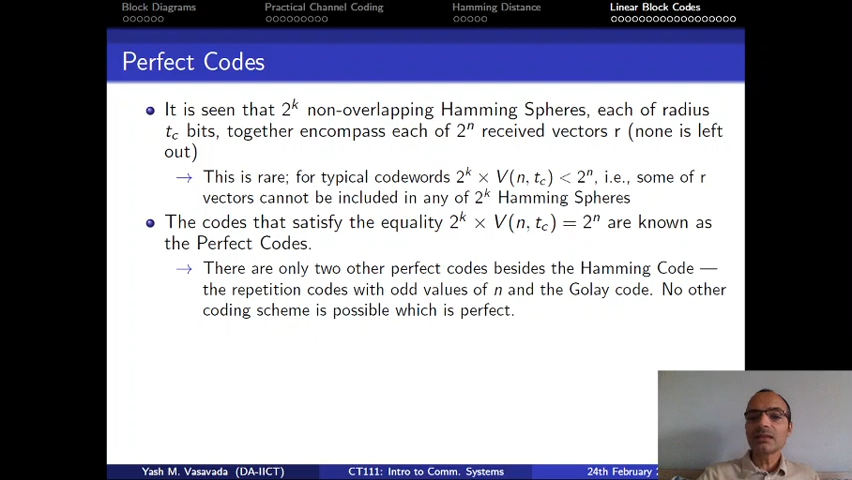 Block Diagrams Practical Channel Coding Hamming Distance Linear Block Codes
Perfect Codes
It is seen that 2^k non-overlapping Hamming Spheres, each of radius
t_c bits, together encompass each of 2^n received vectors r (none is left
out)
→ This is rare; for typical codewords 2^k × V(n, t_c) < 2^n, i.e., some of r
vectors cannot be included in any of 2^k Hamming Spheres
The codes that satisfy the equality 2^k × V(n, t_c) = 2^n are known as
the Perfect Codes.
→ There are only two other perfect codes besides the Hamming Code —
the repetition codes with odd values of n and the Golay code. No other
coding scheme is possible which is perfect.
Yash M. Vasavada (DA-IICT) CT111: Intro to Comm. Systems 24th February